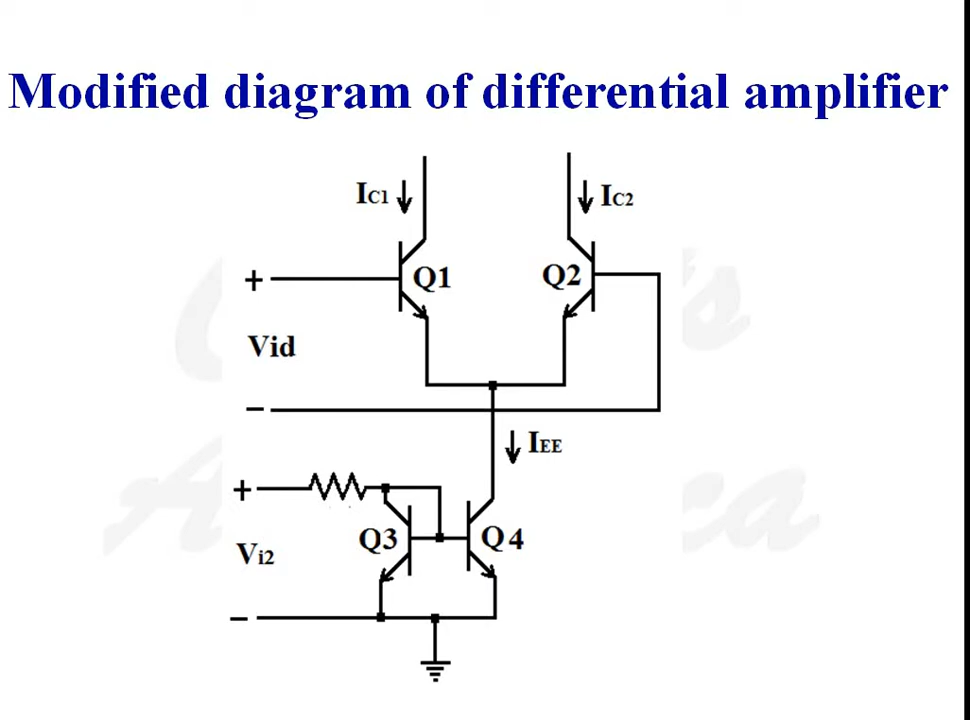 Modified diagram of differential amplifier
IC1
IC2
Q1
Q2
+
Vid
−
IEE
+
Q3
Q4
Vi2
−